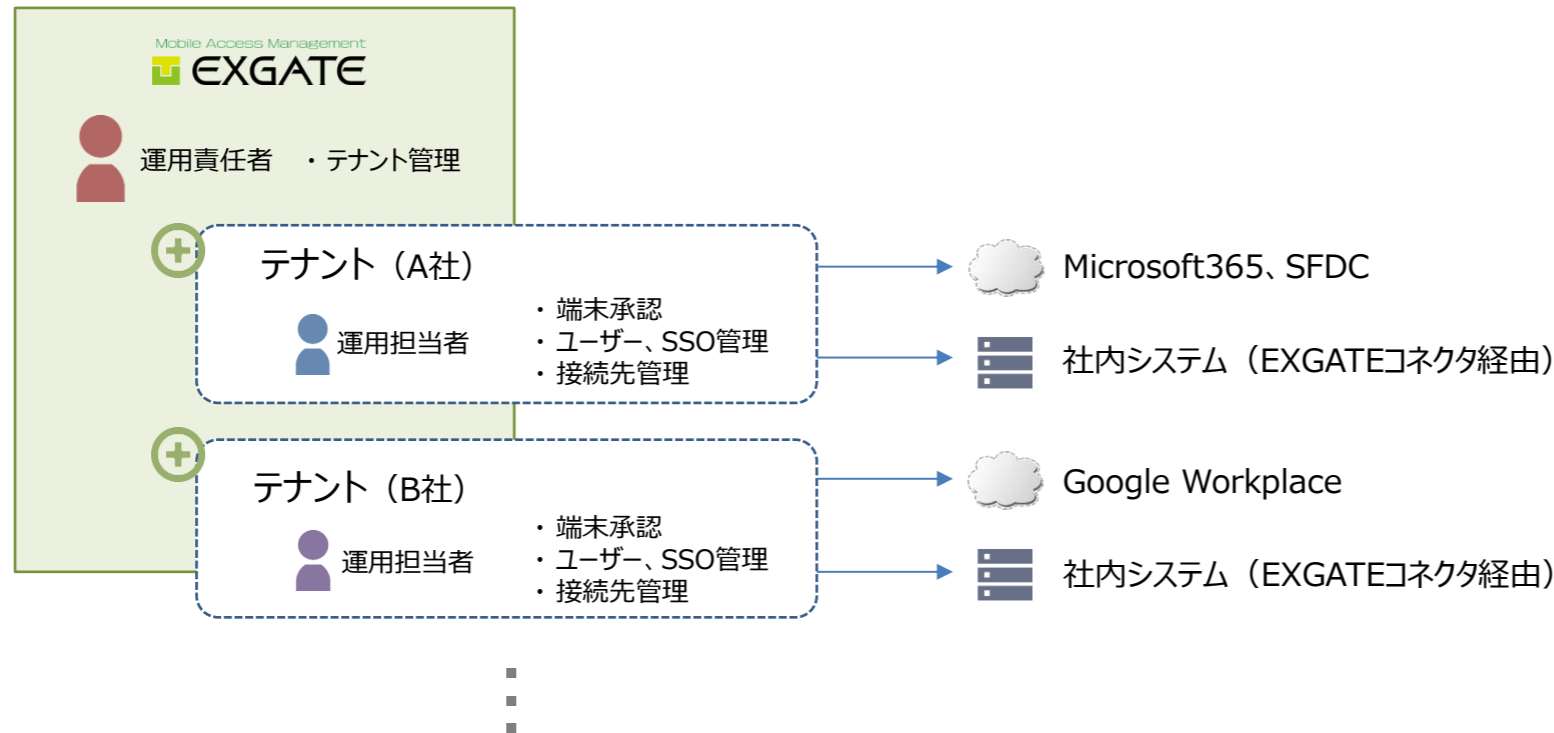 Mobile Access Management
EXGATE
運用責任者 ・テナント管理
テナント（A社）
運用担当者
・端末承認
・ユーザー、SSO管理
・接続先管理
Microsoft365、SFDC
社内システム（EXGATEコネクタ経由）
テナント（B社）
運用担当者
・端末承認
・ユーザー、SSO管理
・接続先管理
Google Workplace
社内システム（EXGATEコネクタ経由）